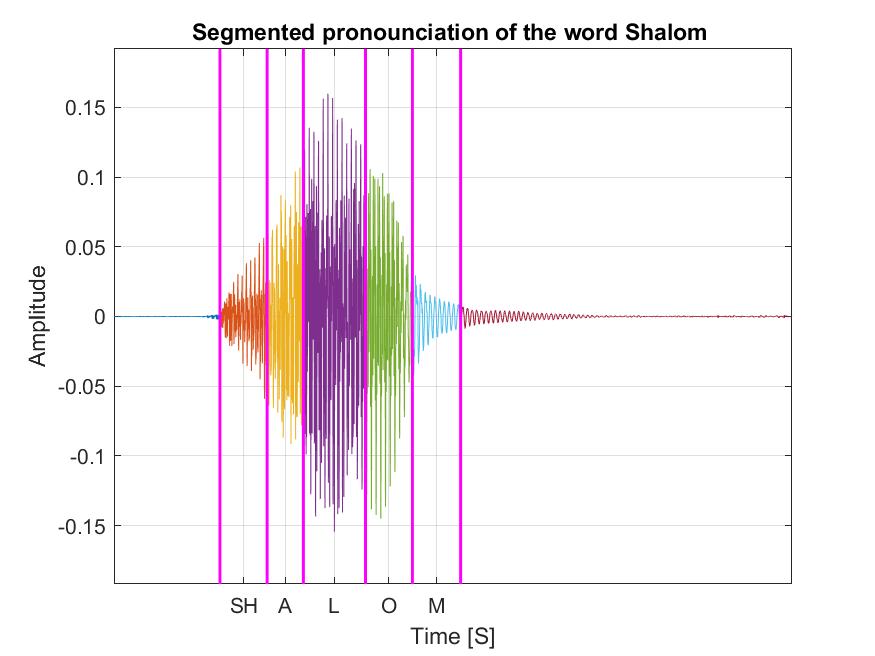 Segmented pronounciation of the word Shalom
0.15
0.1
0.05
0
-0.05
-0.1
-0.15
Amplitude
SH A L O M
Time [S]